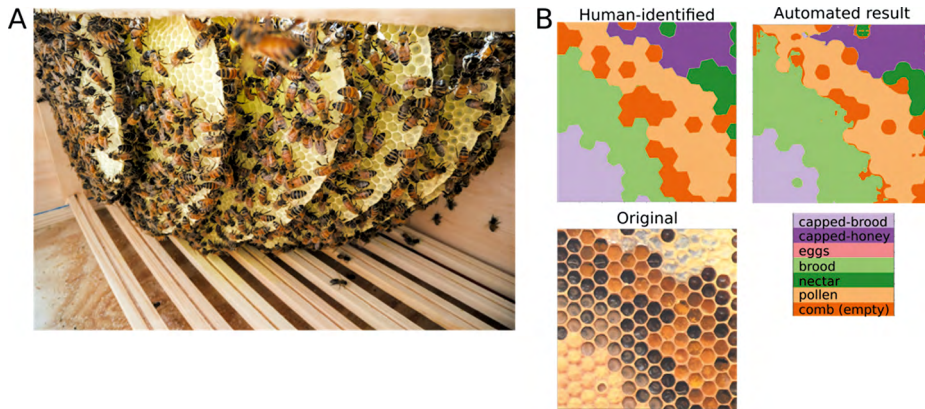 A
B
Human-identified
Automated result
Original
capped-brood
capped-honey
eggs
brood
nectar
pollen
comb (empty)